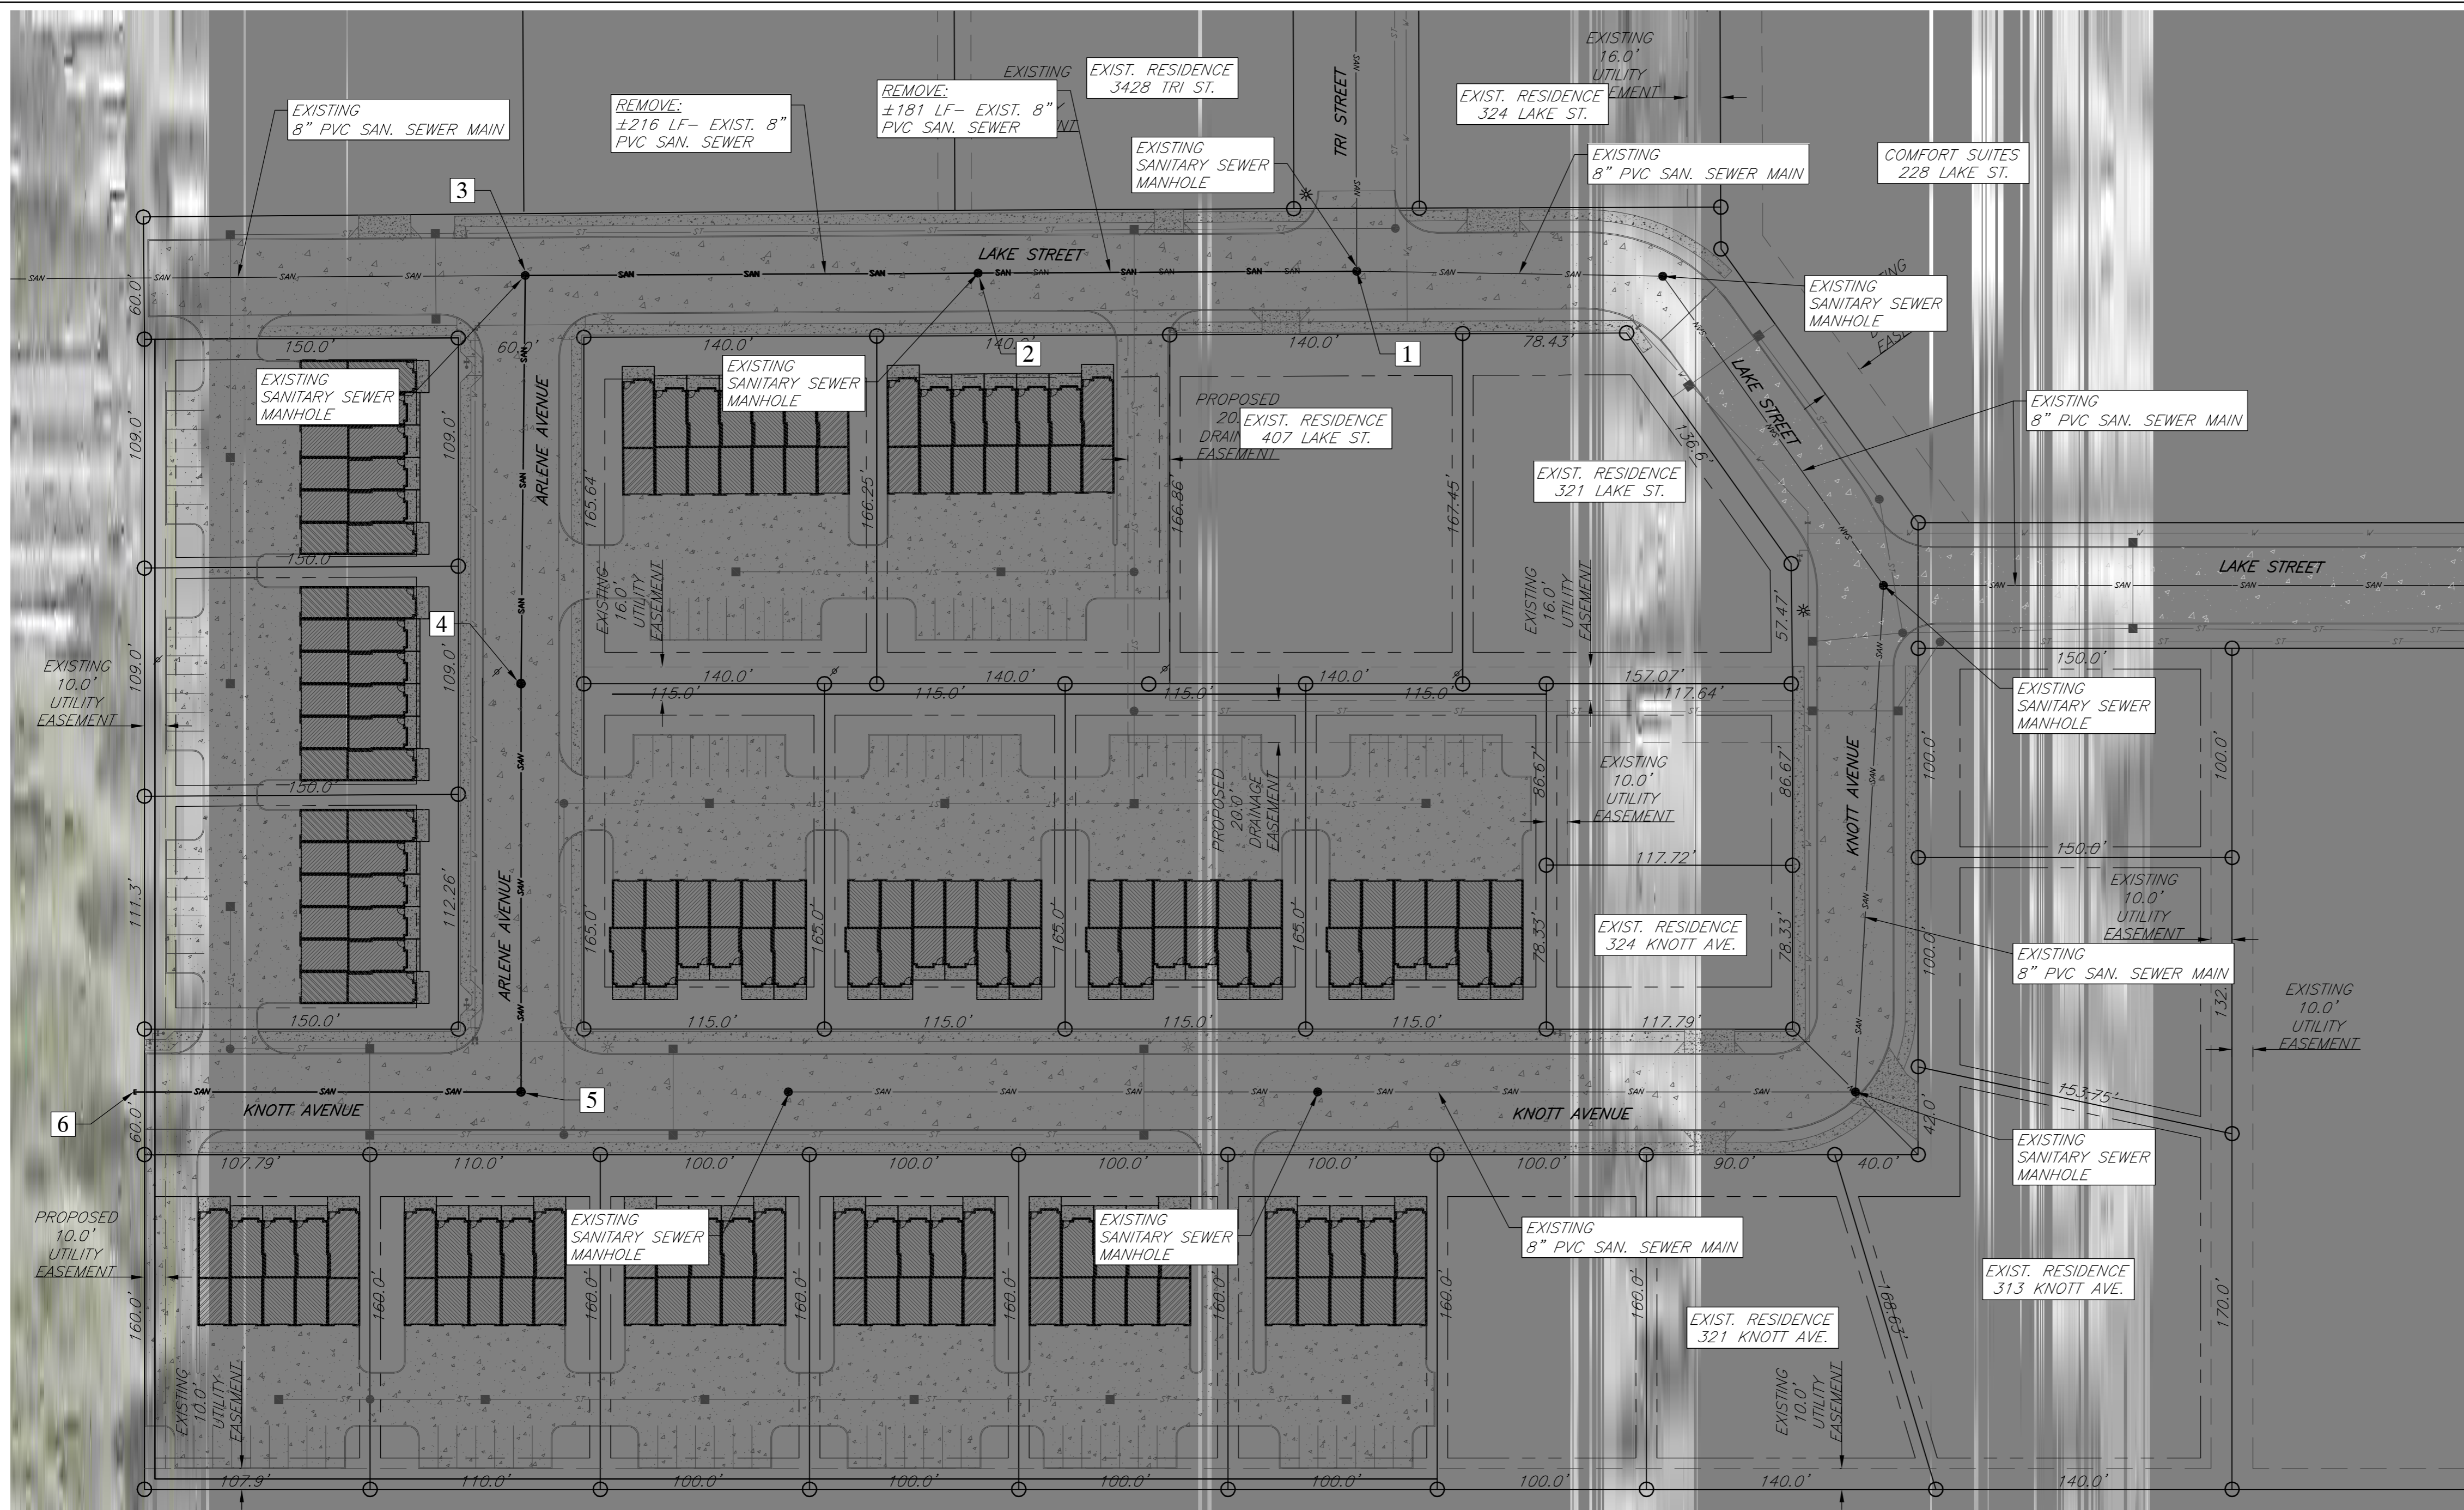 EXISTING
8" PVC SAN. SEWER MAIN
REMOVE:
±216 LF- EXIST. 8"
PVC SAN. SEWER
EXISTING
REMOVE:
±181 LF- EXIST. 8"
PVC SAN. SEWER
EXIST. RESIDENCE
3428 TRI ST.
EXISTING
SANITARY SEWER
MANHOLE
TRI STREET
EXISTING
16.0'
UTILITY
EXIST. RESIDENCE
324 LAKE ST.
EXISTING
8" PVC SAN. SEWER MAIN
COMFORT SUITES
228 LAKE ST.
3
LAKE STREET
EXISTING
SANITARY SEWER
MANHOLE
60.0'
150.0'
60.0'
140.0'
140.0'
140.0'
78.43'
2
1
EXISTING
SANITARY SEWER
MANHOLE
EXISTING
SANITARY SEWER
MANHOLE
ARLENE AVENUE
109.0'
109.0'
165.64'
166.25'
166.86'
167.45'
136.6'
PROPOSED
EXIST. RESIDENCE
407 LAKE ST.
EASEMENT
EXIST. RESIDENCE
321 LAKE ST.
LAKE STREET
EXISTING
8" PVC SAN. SEWER MAIN
LAKE STREET
150.0'
4
EXISTING
16.0'
UTILITY
EASEMENT
EXISTING
16.0'
UTILITY
EASEMENT
57.47'
EXISTING
10.0'
UTILITY
EASEMENT
109.0'
109.0'
140.0'
140.0'
140.0'
157.07'
115.0'
115.0'
115.0'
115.0'
117.64'
150.0'
EXISTING
SANITARY SEWER
MANHOLE
150.0'
PROPOSED
20.0'
DRAINAGE
EASEMENT
86.67'
86.67'
EXISTING
10.0'
UTILITY
EASEMENT
KNOTT AVENUE
100.0'
100.0'
117.72'
150.0'
111.3'
112.26'
ARLENE AVENUE
165.0'
165.0'
165.0'
165.0'
78.33'
78.33'
EXIST. RESIDENCE
324 KNOTT AVE.
100.0'
EXISTING
10.0'
UTILITY
EASEMENT
EXISTING
8" PVC SAN. SEWER MAIN
EXISTING
10.0'
UTILITY
EASEMENT
150.0'
115.0'
115.0'
115.0'
115.0'
117.79'
153.75'
6
60.0'
KNOTT AVENUE
5
KNOTT AVENUE
42.0'
EXISTING
SANITARY SEWER
MANHOLE
107.79'
110.0'
100.0'
100.0'
100.0'
100.0'
100.0'
90.0'
40.0'
PROPOSED
10.0'
UTILITY
EASEMENT
EXISTING
SANITARY SEWER
MANHOLE
EXISTING
SANITARY SEWER
MANHOLE
EXISTING
8" PVC SAN. SEWER MAIN
160.0'
160.0'
160.0'
160.0'
160.0'
160.0'
160.0'
160.0'
168.63'
170.0'
EXIST. RESIDENCE
313 KNOTT AVE.
EXIST. RESIDENCE
321 KNOTT AVE.
EXISTING
10.0'
UTILITY
EASEMENT
EXISTING
10.0'
UTILITY
EASEMENT
107.9'
110.0'
100.0'
100.0'
100.0'
100.0'
100.0'
140.0'
140.0'